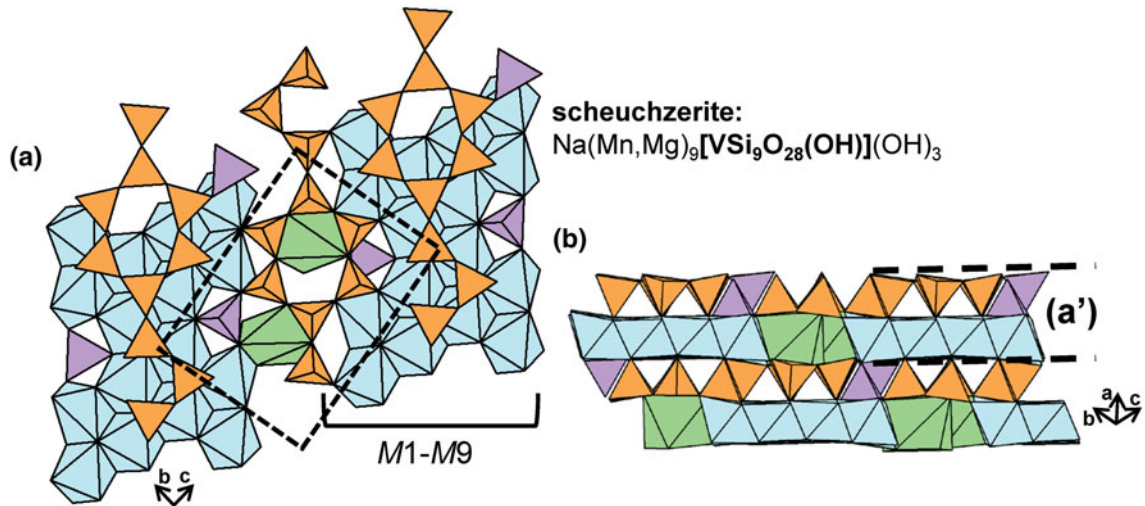 scheuchzerite:
Na(Mn,Mg)₉[VSi₉O₂₈(OH)](OH)₃
(a)
(b)
(a')
M1-M9
b c
a
b c